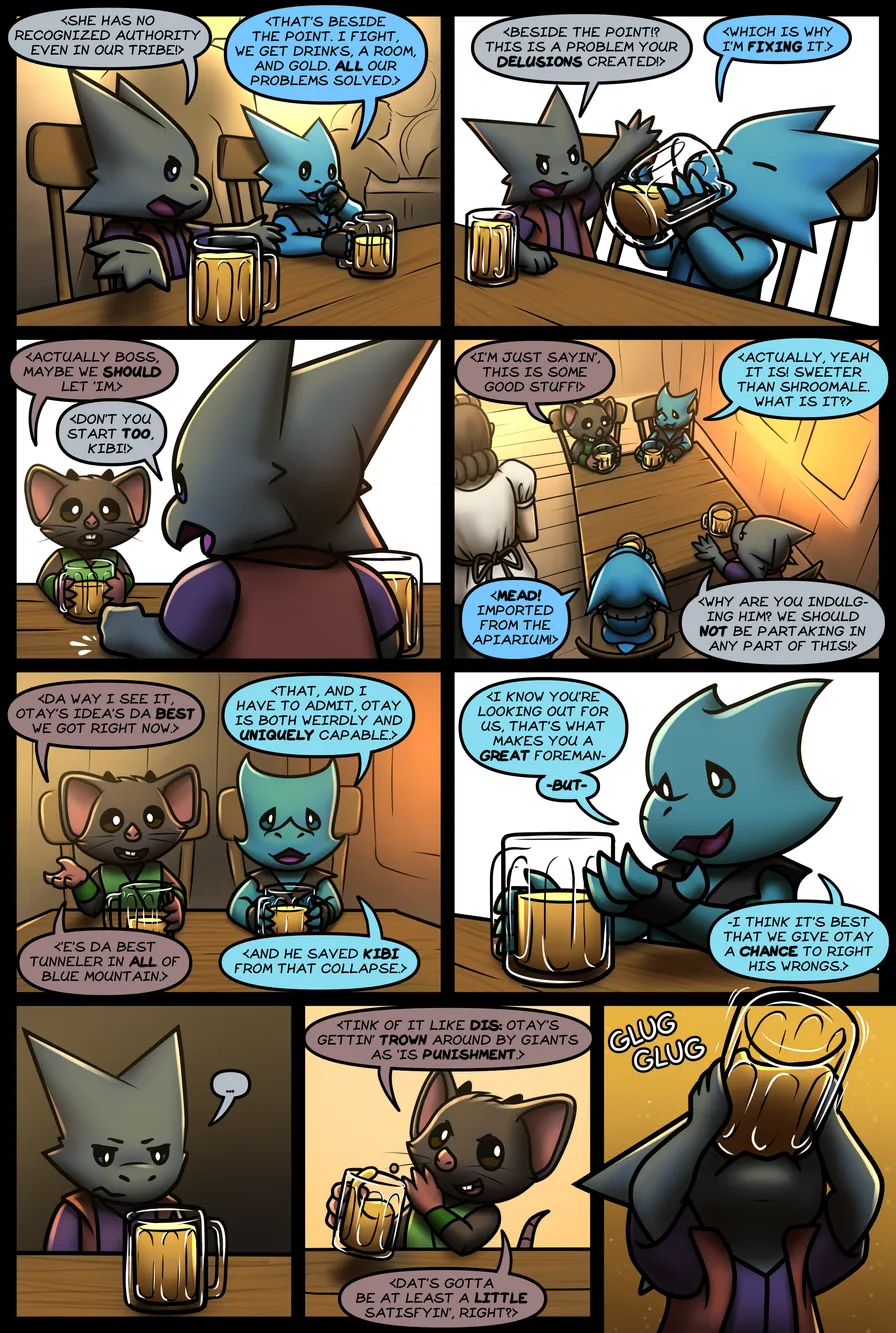 <SHE HAS NO
RECOGNIZED AUTHORITY
EVEN IN OUR TRIBE!>
<THAT'S BESIDE
THE POINT. I FIGHT,
WE GET DRINKS, A ROOM,
AND GOLD. ALL OUR
PROBLEMS SOLVED.>
<BESIDE THE POINT!?
THIS IS A PROBLEM YOUR
DELUSIONS CREATED!>
<WHICH IS WHY
I'M FIXING IT.>
<ACTUALLY BOSS,
MAYBE WE SHOULD
LET 'IM.>
<DON'T YOU
START TOO,
KIBI!>
<I'M JUST SAYIN',
THIS IS SOME
GOOD STUFF!>
<ACTUALLY, YEAH
IT IS! SWEETER
THAN SHROOMALE.
WHAT IS IT?>
<MEAD!
IMPORTED
FROM THE
APIARIUM!>
<WHY ARE YOU INDULG-
ING HIM? WE SHOULD
NOT BE PARTAKING IN
ANY PART OF THIS!>
<DA WAY I SEE IT,
OTAY'S IDEA'S DA BEST
WE GOT RIGHT NOW.>
<THAT, AND I
HAVE TO ADMIT, OTAY
IS BOTH WEIRDLY AND
UNIQUELY CAPABLE.>
<'E'S DA BEST
TUNNELER IN ALL OF
BLUE MOUNTAIN.>
<AND HE SAVED KIBI
FROM THAT COLLAPSE.>
<I KNOW YOU'RE
LOOKING OUT FOR
US, THAT'S WHAT
MAKES YOU A
GREAT FOREMAN-
-BUT-
-I THINK IT'S BEST
THAT WE GIVE OTAY
A CHANCE TO RIGHT
HIS WRONGS.>
...
<TINK OF IT LIKE DIS: OTAY'S
GETTIN' TROWN AROUND BY GIANTS
AS 'IS PUNISHMENT.>
<DAT'S GOTTA
BE AT LEAST A LITTLE
SATISFYIN', RIGHT?>
GLUG
GLUG